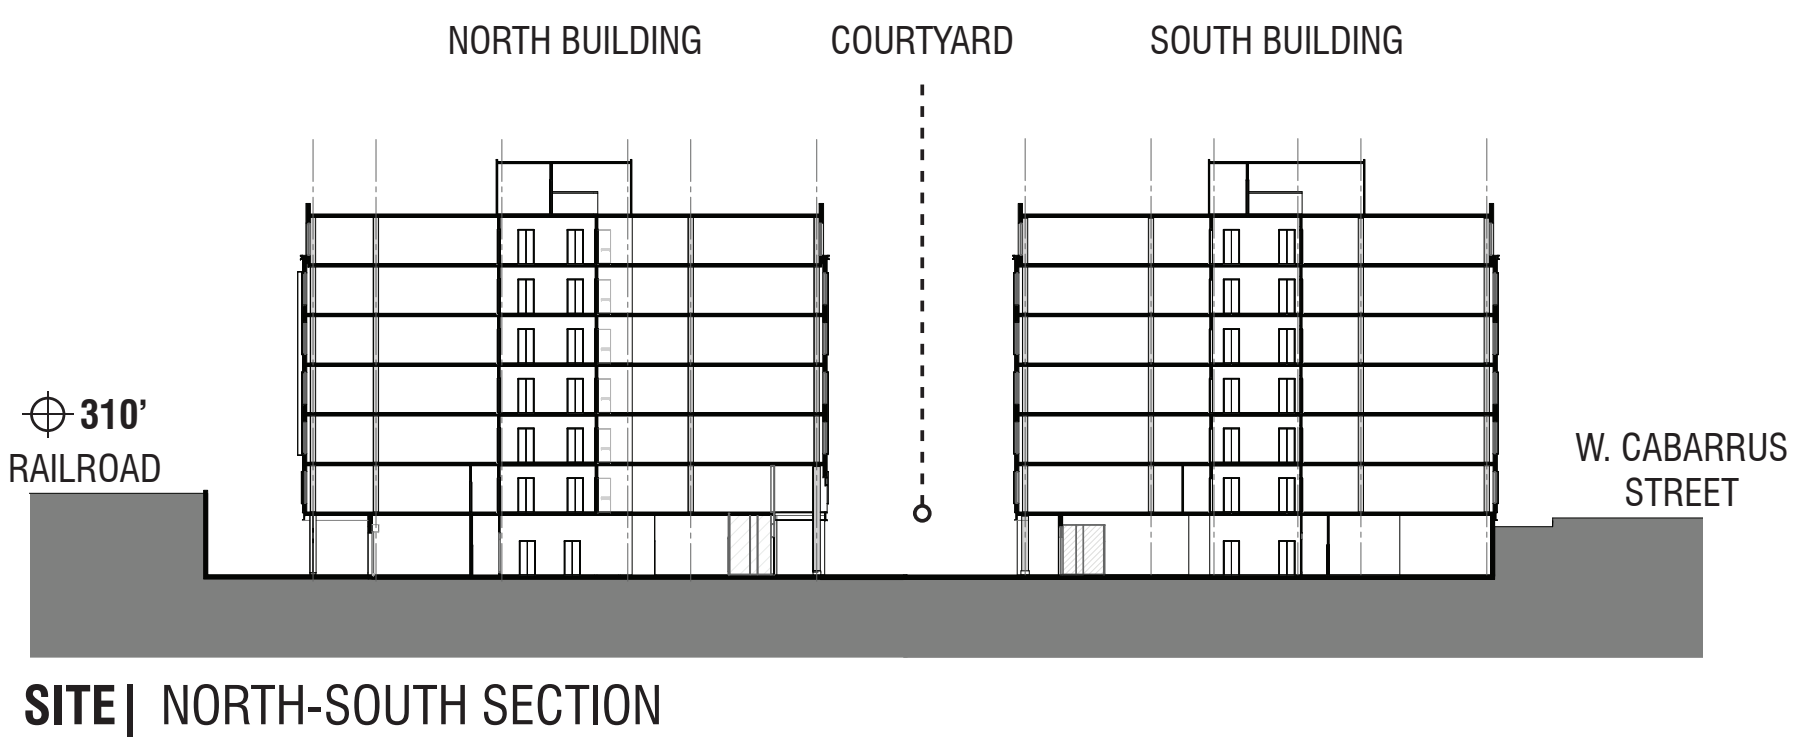 NORTH BUILDING
COURTYARD
SOUTH BUILDING
310’
RAILROAD
W. CABARRUS
STREET
SITE| NORTH-SOUTH SECTION